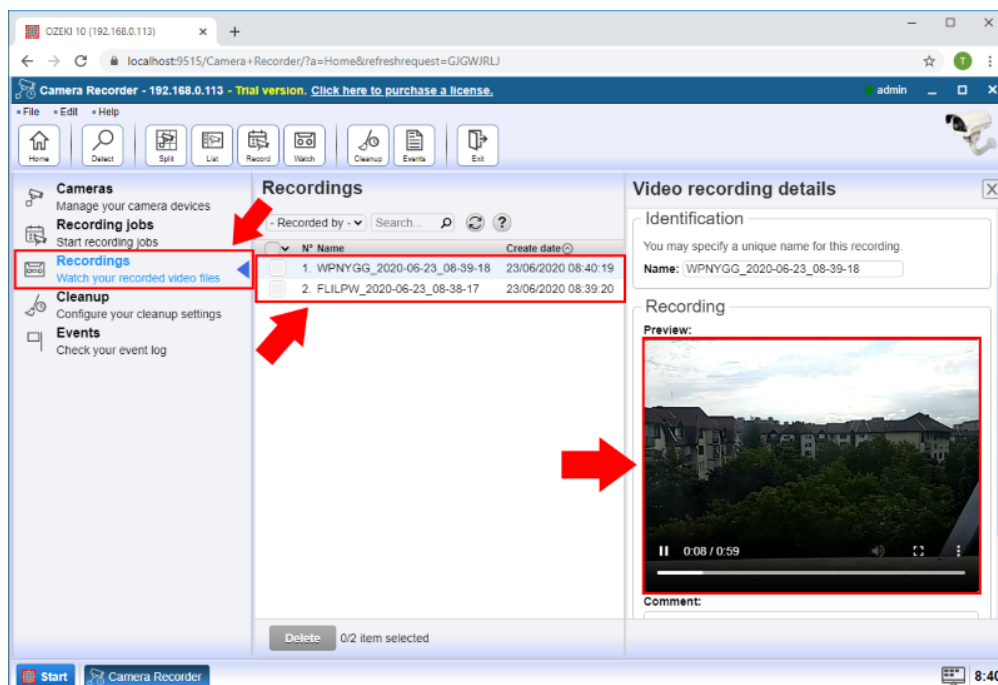 OZEKI 10 (192.168.0.113)
localhost:9515/Camera+Recorder/?a=Home&refreshrequest=GJGWJRLJ
T
Camera Recorder - 192.168.0.113 - Trial version. Click here to purchase a license.
admin
File Edit Help
Home Detect Split List Record Watch Cleanup Events Exit
Cameras
Manage your camera devices
Recording jobs
Start recording jobs
Recordings
Watch your recorded video files
Cleanup
Configure your cleanup settings
Events
Check your event log
Recordings
- Recorded by - Search... ?
N° Name Create date
1. WPNYGG_2020-06-23_08-39-18 23/06/2020 08:40:19
2. FLILPW_2020-06-23_08-38-17 23/06/2020 08:39:20
Delete 0/2 item selected
Video recording details
X
Identification
You may specify a unique name for this recording.
Name: WPNYGG_2020-06-23_08-39-18
Recording
Preview:
0:08 / 0:59
Comment:
Start Camera Recorder 8:40